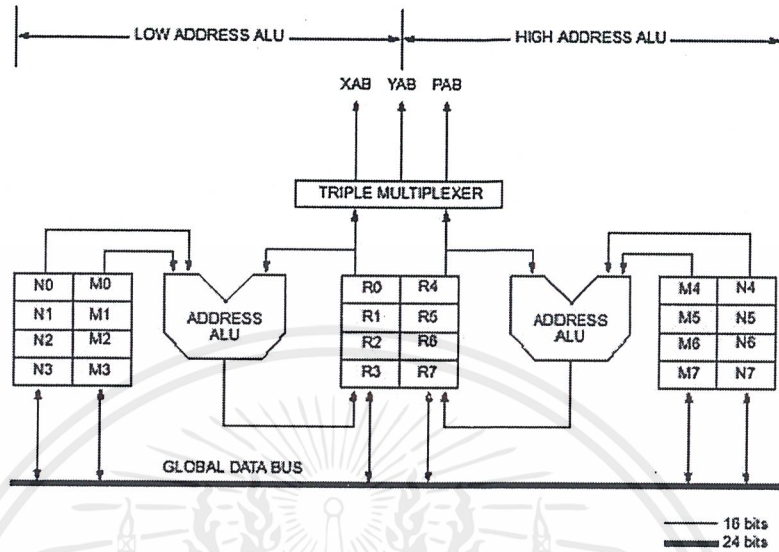 LOW ADDRESS ALU
HIGH ADDRESS ALU
XAB YAB PAB
TRIPLE MULTIPLEXER
N0 M0
N1 M1
N2 M2
N3 M3
ADDRESS
ALU
R0 R4
R1 R5
R2 R6
R3 R7
ADDRESS
ALU
M4 N4
M5 N5
M6 N6
M7 N7
GLOBAL DATA BUS
16 bits
24 bits